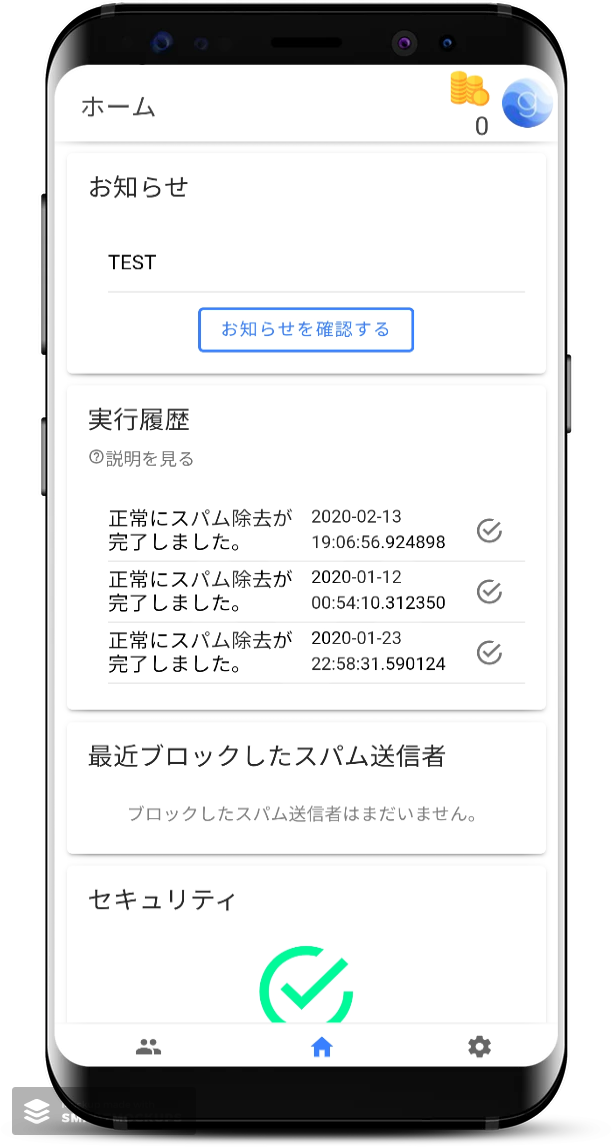 ホーム
0
g
お知らせ
TEST
お知らせを確認する
実行履歴
説明を見る
正常にスパム除去が
完了しました。
2020-02-13
19:06:56.924898
正常にスパム除去が
完了しました。
2020-01-12
00:54:10.312350
正常にスパム除去が
完了しました。
2020-01-23
22:58:31.590124
最近ブロックしたスパム送信者
ブロックしたスパム送信者はまだいません。
セキュリティ